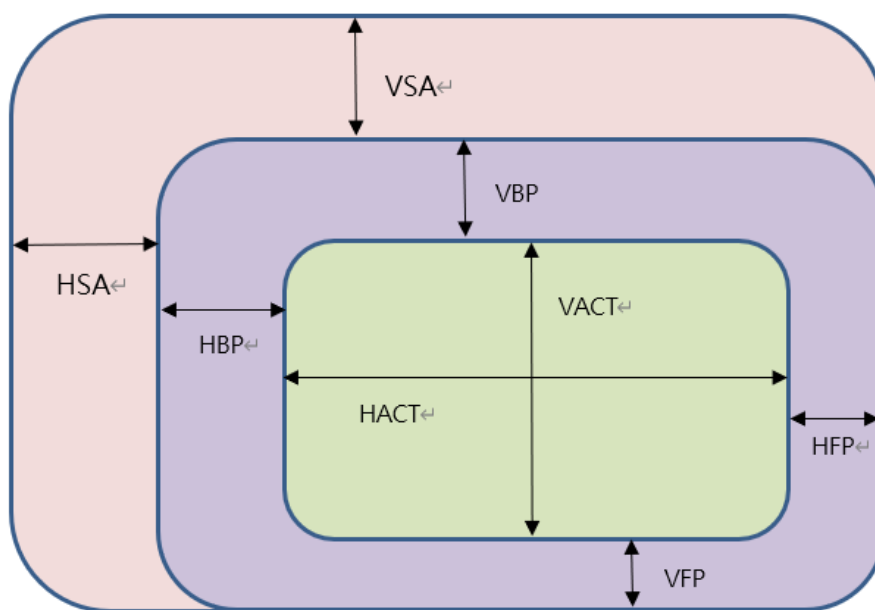 VSA↵
VBP
HSA↵
VACT↵
HBP↵
HACT↵
HFP↵
VFP